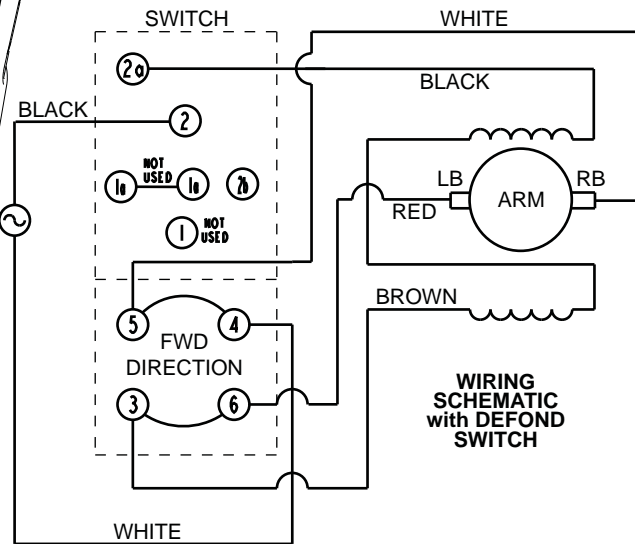 SWITCH
WHITE
2a
BLACK
BLACK
2
NOT
USED
1a
1a
2b
LB
RB
ARM
RED
1
NOT
USED
BROWN
5
4
FWD
DIRECTION
3
6
WIRING
SCHEMATIC
with DEFOND
SWITCH
WHITE